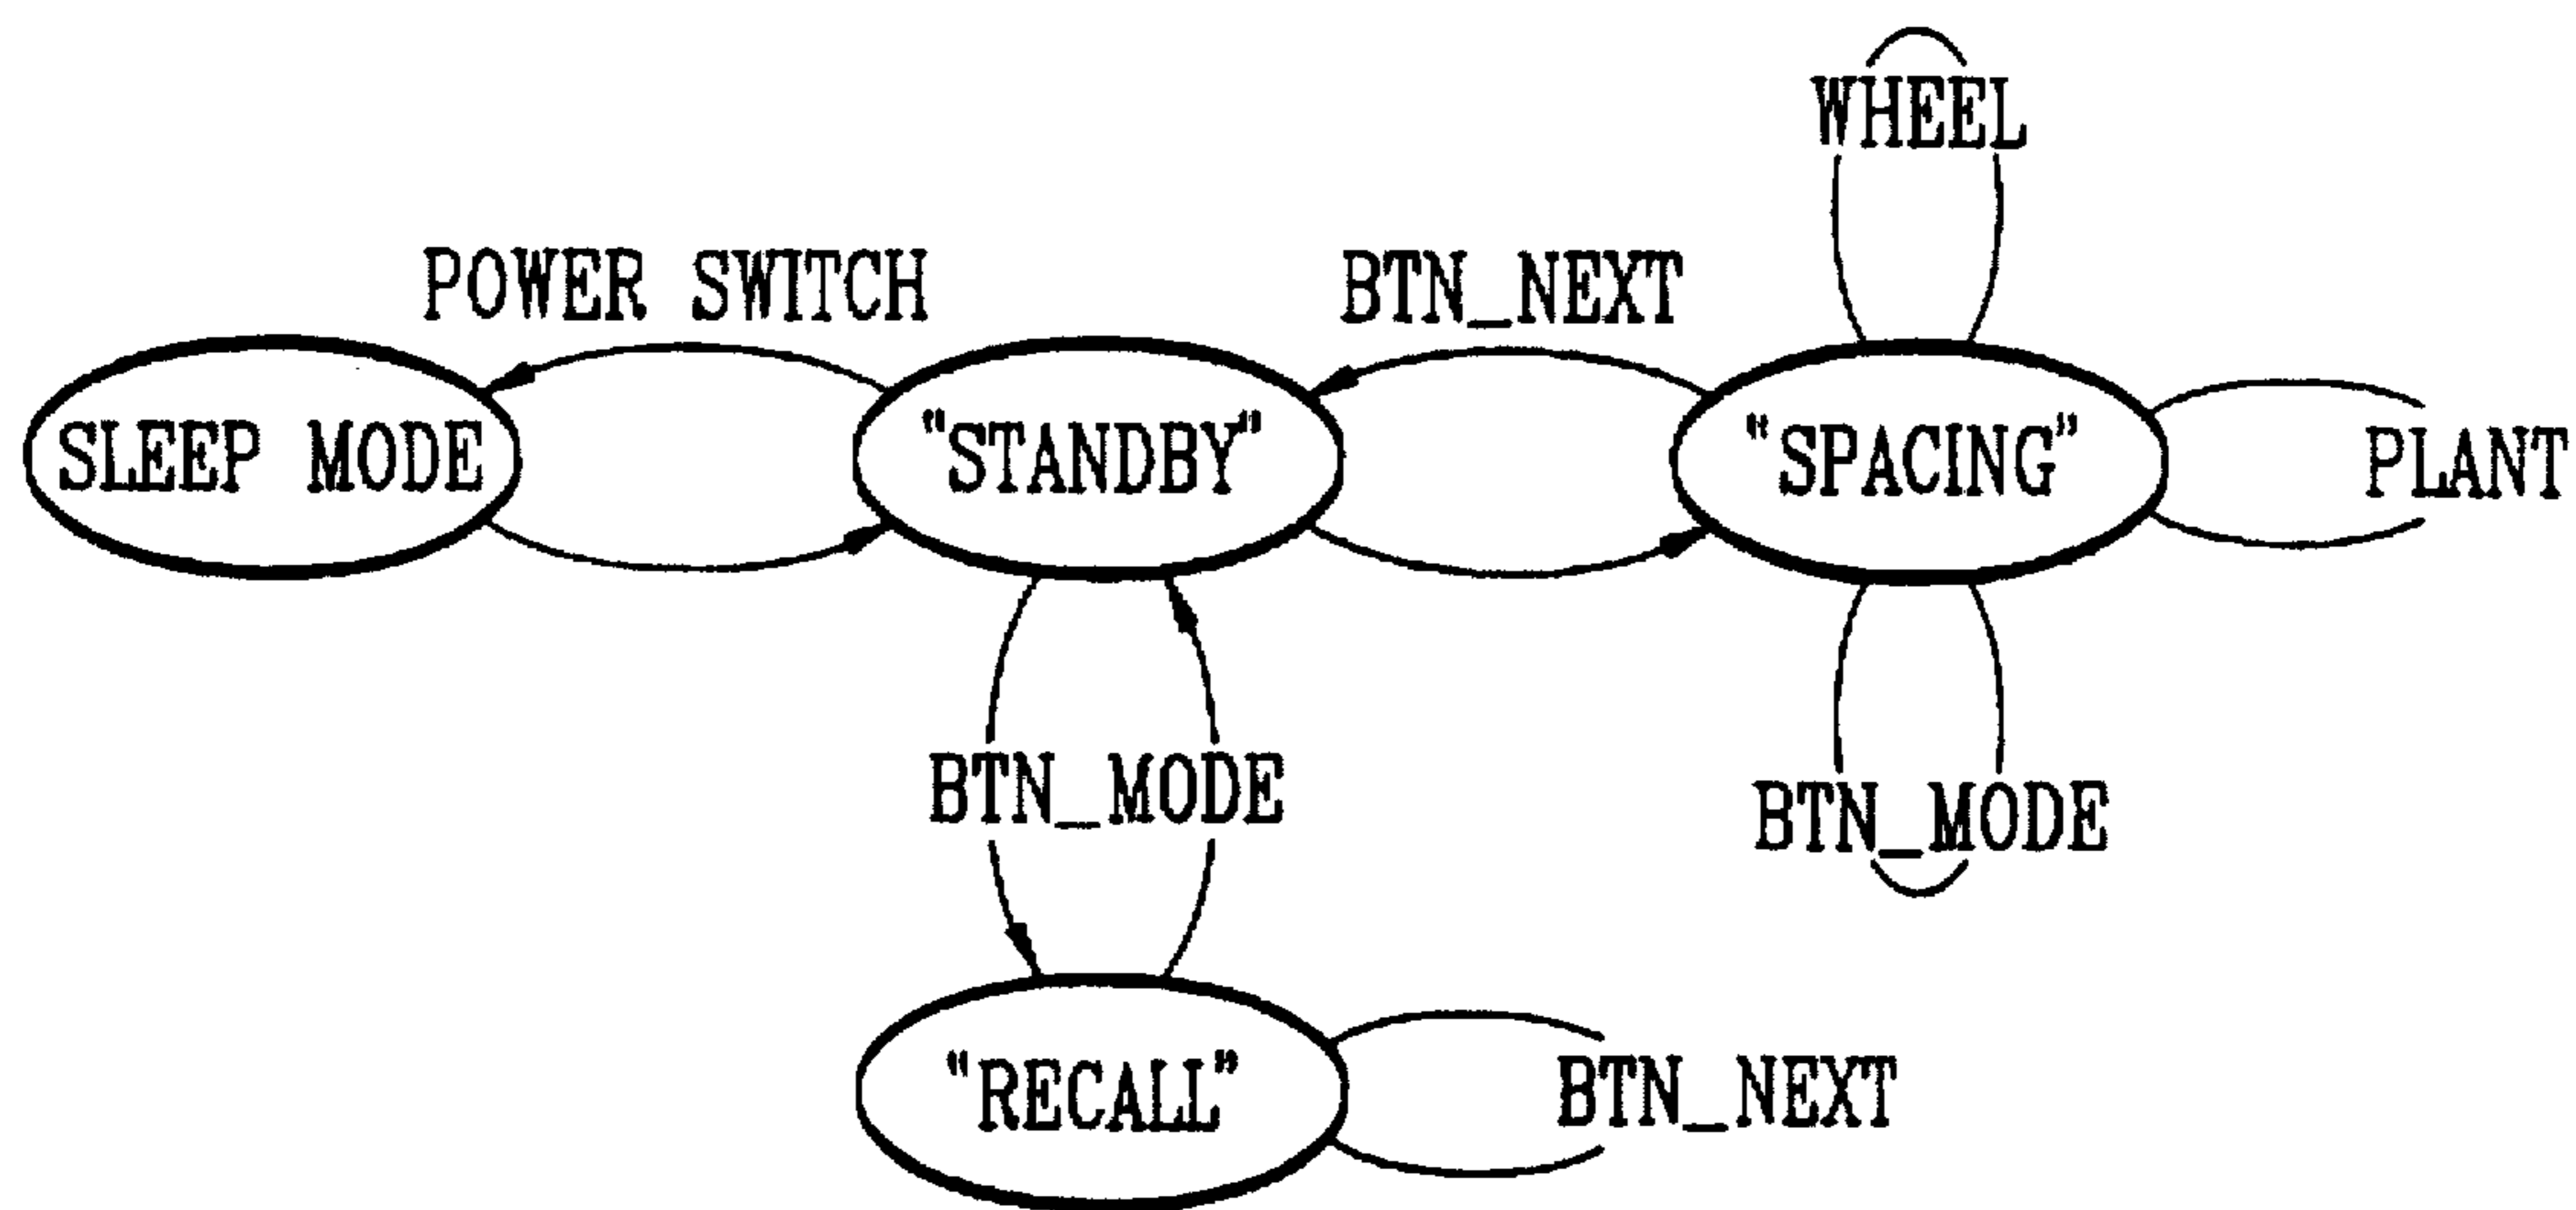 WHEEL
POWER SWITCH
BTN_NEXT
SLEEP MODE
"STANDBY"
"SPACING"
PLANT
BTN_MODE
BTN_MODE
"RECALL"
BTN_NEXT